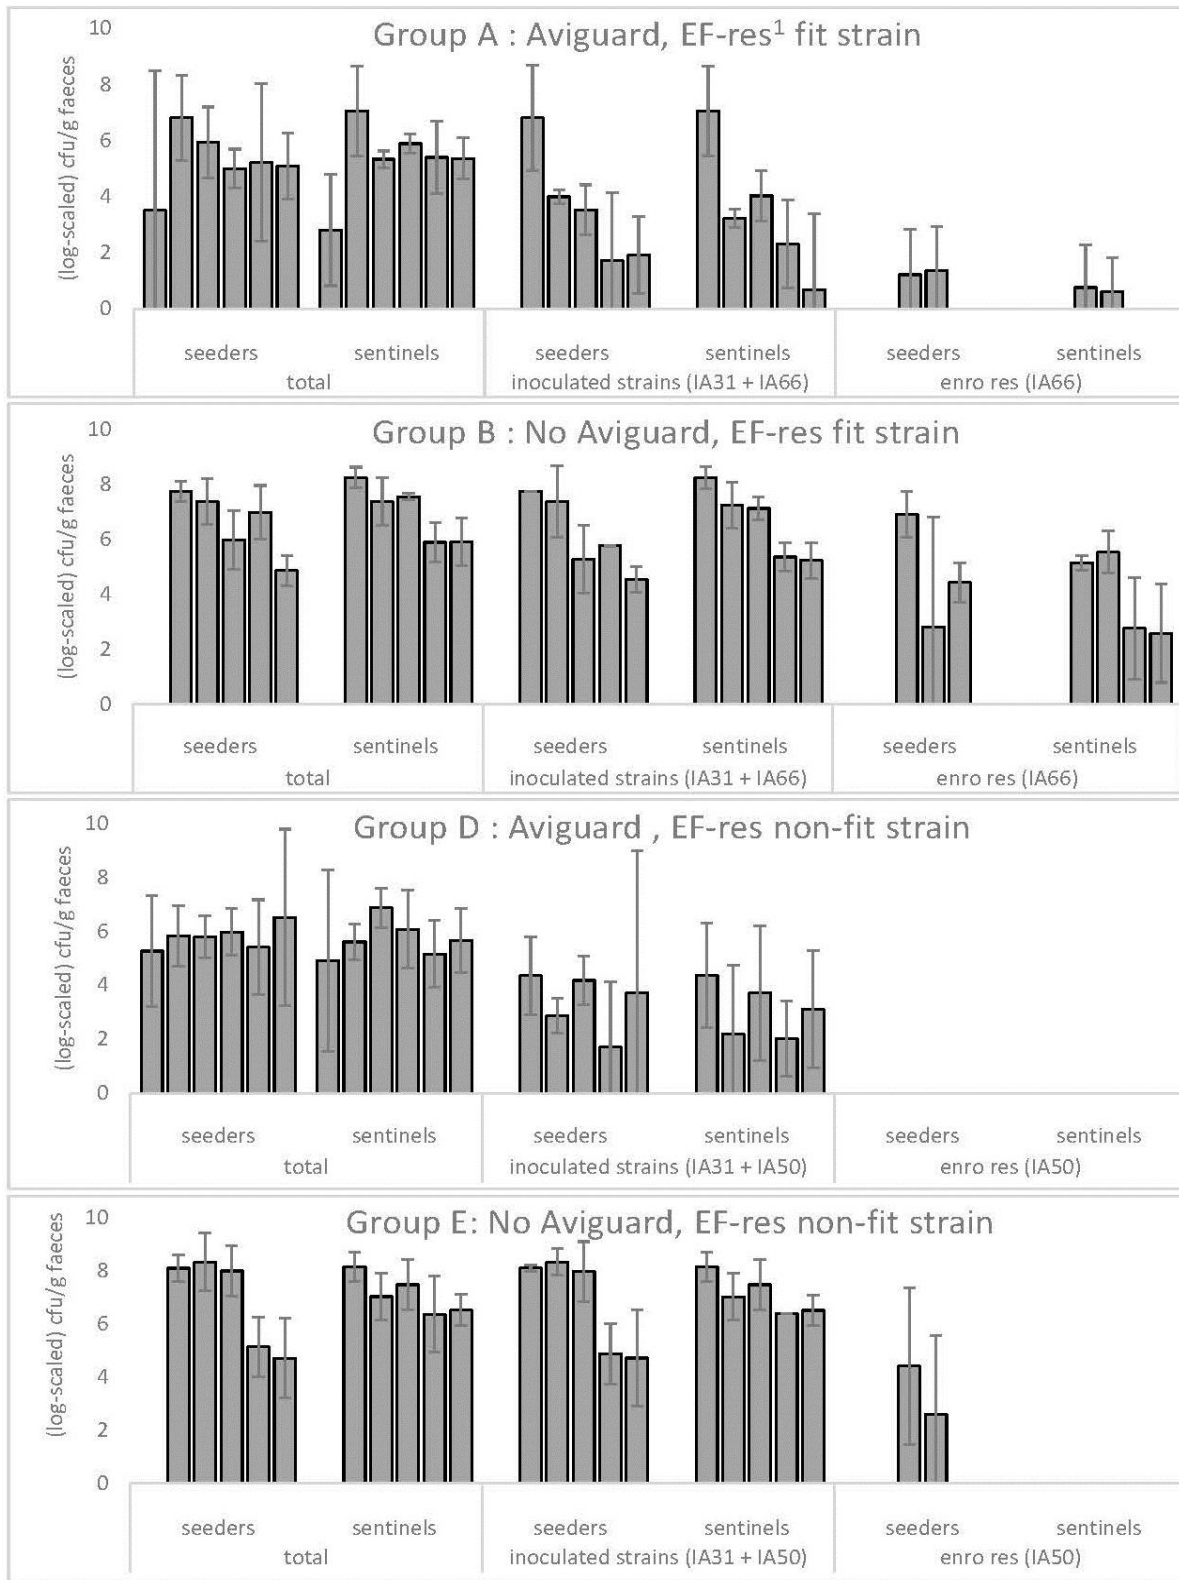 Group A : Aviguard, EF-res¹ fit strain
(log-scaled) cfu/g faeces
10
8
6
4
2
0
seeders sentinels seeders sentinels seeders sentinels
total inoculated strains (IA31 + IA66) enro res (IA66)
Group B : No Aviguard, EF-res fit strain
(log-scaled) cfu/g faeces
10
8
6
4
2
0
seeders sentinels seeders sentinels seeders sentinels
total inoculated strains (IA31 + IA66) enro res (IA66)
Group D : Aviguard , EF-res non-fit strain
(log-scaled) cfu/g faeces
10
8
6
4
2
0
seeders sentinels seeders sentinels seeders sentinels
total inoculated strains (IA31 + IA50) enro res (IA50)
Group E: No Aviguard, EF-res non-fit strain
(log-scaled) cfu/g faeces
10
8
6
4
2
0
seeders sentinels seeders sentinels seeders sentinels
total inoculated strains (IA31 + IA50) enro res (IA50)